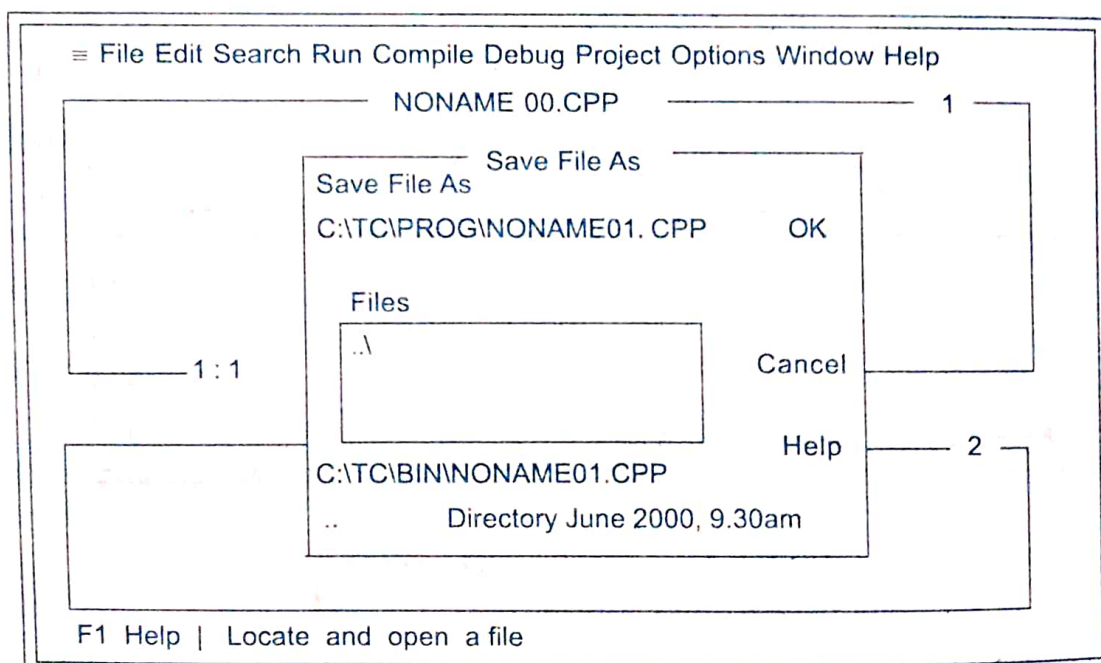 ≡ File Edit Search Run Compile Debug Project Options Window Help
NONAME 00.CPP 1
Save File As
Save File As
C:\TC\PROG\NONAME01. CPP OK
Files
..\
1 : 1
Cancel
Help 2
C:\TC\BIN\NONAME01.CPP
.. Directory June 2000, 9.30am
F1 Help | Locate and open a file